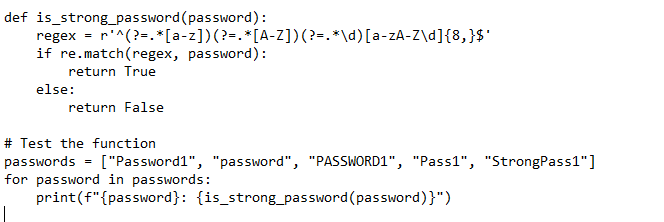 def is_strong_password(password):
    regex = r'^(?=.*[a-z])(?=.*[A-Z])(?=.*\d)[a-zA-Z\d]{8,}$'
    if re.match(regex, password):
        return True
    else:
        return False

# Test the function
passwords = ["Password1", "password", "PASSWORD1", "Pass1", "StrongPass1"]
for password in passwords:
    print(f"{password}: {is_strong_password(password)}")